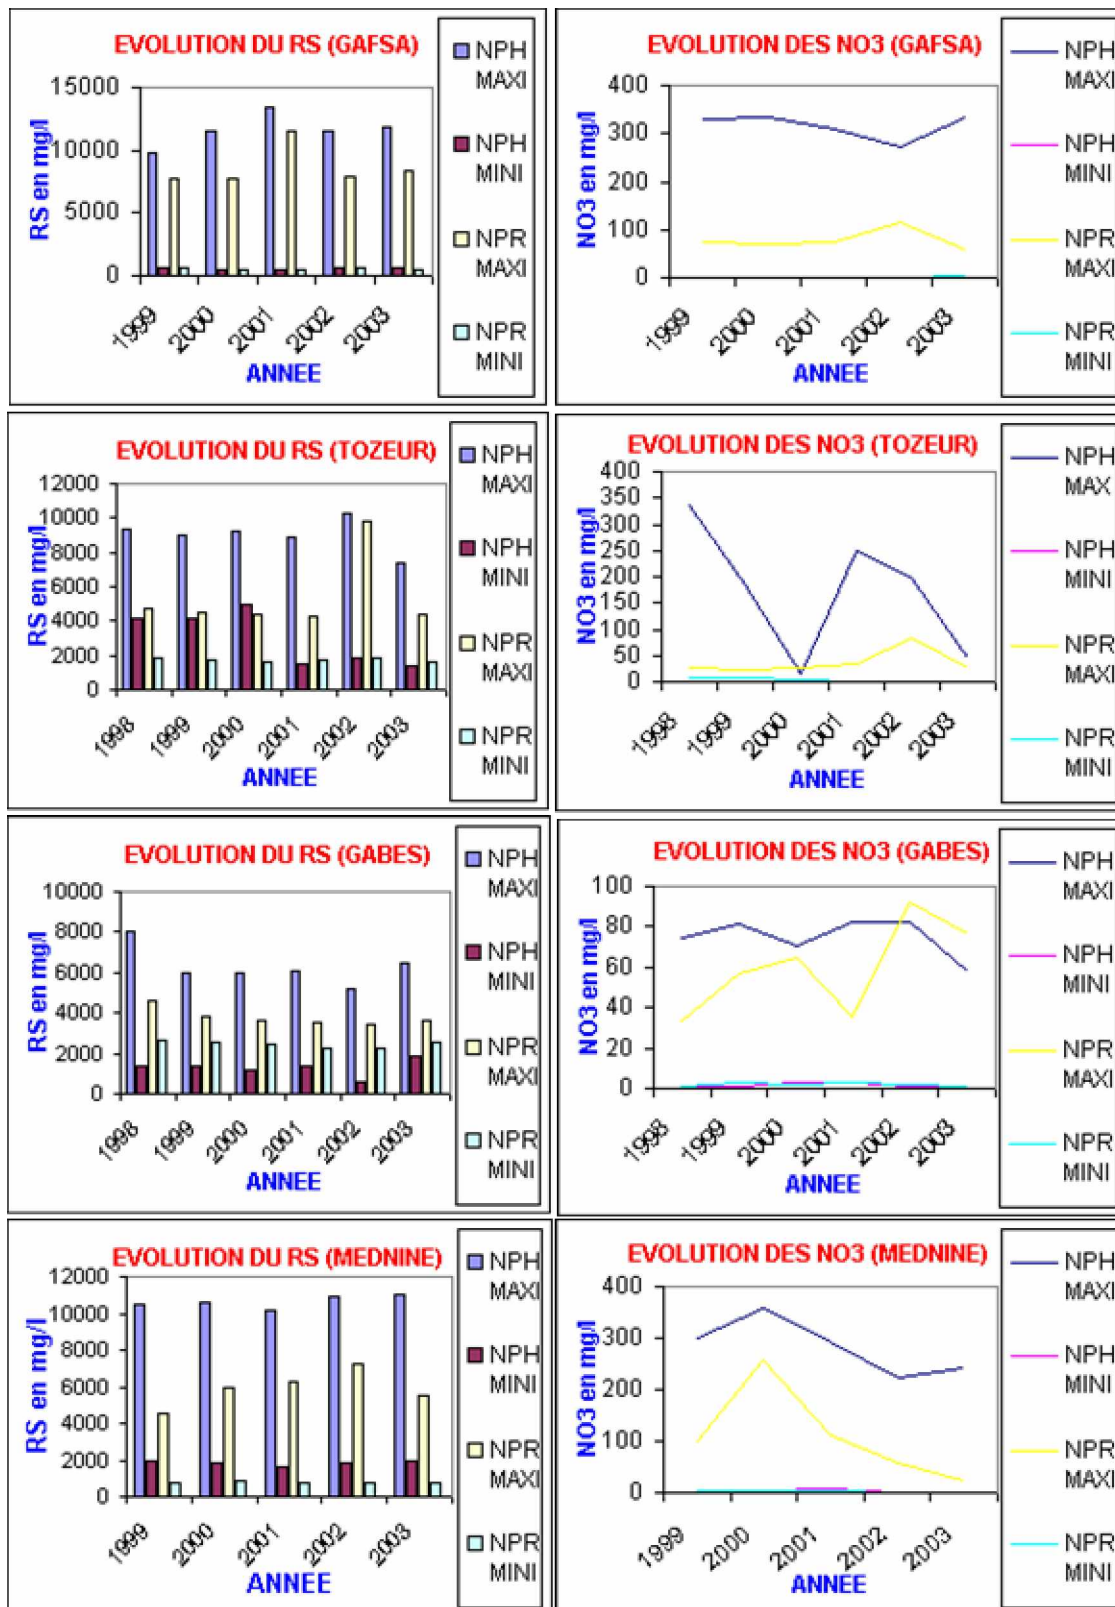 EVOLUTION DU RS (GAFSA)
RS en mg/l
15000
10000
5000
0
1999
2000
2001
2002
2003
ANNEE
NPH
MAXI
NPH
MINI
NPR
MAXI
NPR
MINI
EVOLUTION DES NO3 (GAFSA)
NO3 en mg/l
400
300
200
100
0
1999
2000
2001
2002
2003
ANNEE
NPH
MAXI
NPH
MINI
NPR
MAXI
NPR
MINI
EVOLUTION DU RS (TOZEUR)
RS en mg/l
12000
10000
8000
6000
4000
2000
0
1998
1999
2000
2001
2002
2003
ANNEE
NPH
MAXI
NPH
MINI
NPR
MAXI
NPR
MINI
EVOLUTION DES NO3 (TOZEUR)
NO3 en mg/l
400
350
300
250
200
150
100
50
0
1998
1999
2000
2001
2002
2003
ANNEE
NPH
MAX
NPH
MINI
NPR
MAXI
NPR
MINI
EVOLUTION DU RS (GABES)
RS en mg/l
10000
8000
6000
4000
2000
0
1998
1999
2000
2001
2002
2003
ANNEE
NPH
MAXI
NPH
MINI
NPR
MAXI
NPR
MINI
EVOLUTION DES NO3 (GABES)
NO3 en mg/l
100
80
60
40
20
0
1998
1999
2000
2001
2002
2003
ANNEE
NPH
MAXI
NPH
MINI
NPR
MAXI
NPR
MINI
EVOLUTION DU RS (MEDNINE)
RS en mg/l
12000
10000
8000
6000
4000
2000
0
1999
2000
2001
2002
2003
ANNEE
NPH
MAXI
NPH
MINI
NPR
MAXI
NPR
MINI
EVOLUTION DES NO3 (MEDNINE)
NO3 en mg/l
400
300
200
100
0
1999
2000
2001
2002
2003
ANNEE
NPH
MAXI
NPH
MINI
NPR
MAXI
NPR
MINI